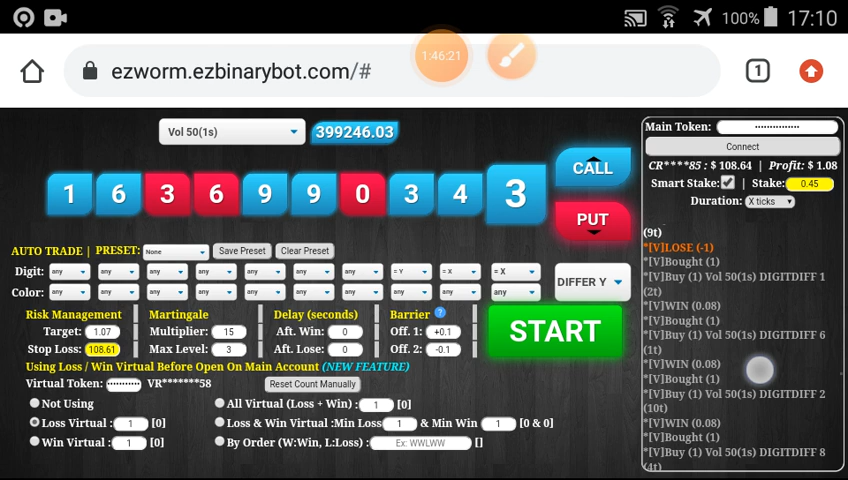 100% 17:10
ezworm.ezbinarybot.com/# 1:46:21 1
Vol 50(1s) 399246.03
1 6 3 6 9 9 0 3 4 3
CALL
PUT
AUTO TRADE | PRESET: None Save Preset Clear Preset
Digit: any any any any any any any = Y = X = X
Color: any any any any any any any any any any
DIFFER Y
Risk Management Martingale Delay (seconds) Barrier ?
Target: 1.07 Multiplier: 15 Aft. Win: 0 Off. 1: +0.1
Stop Loss: 108.61 Max Level: 3 Aft. Lose: 0 Off. 2: -0.1
START
Using Loss / Win Virtual Before Open On Main Account (NEW FEATURE)
Virtual Token: •••••••••• VR*******58 Reset Count Manually
Not Using All Virtual (Loss + Win) : 1 [0]
Loss Virtual : 1 [0] Loss & Win Virtual :Min Loss 1 & Min Win 1 [0 & 0]
Win Virtual : 1 [0] By Order (W:Win, L:Loss) : Ex: WWLWW []
Main Token: •••••••••••••••
Connect
CR****85 : $ 108.64 | Profit: $ 1.08
Smart Stake: | Stake: 0.45
Duration: X ticks
(9t)
*[V]LOSE (-1)
*[V]Bought (1)
*[V]Buy (1) Vol 50(1s) DIGITDIFF 1
(2t)
*[V]WIN (0.08)
*[V]Bought (1)
*[V]Buy (1) Vol 50(1s) DIGITDIFF 6
(1t)
*[V]WIN (0.08)
*[V]Bought (1)
*[V]Buy (1) Vol 50(1s) DIGITDIFF 2
(10t)
*[V]WIN (0.08)
*[V]Bought (1)
*[V]Buy (1) Vol 50(1s) DIGITDIFF 8
(4t)